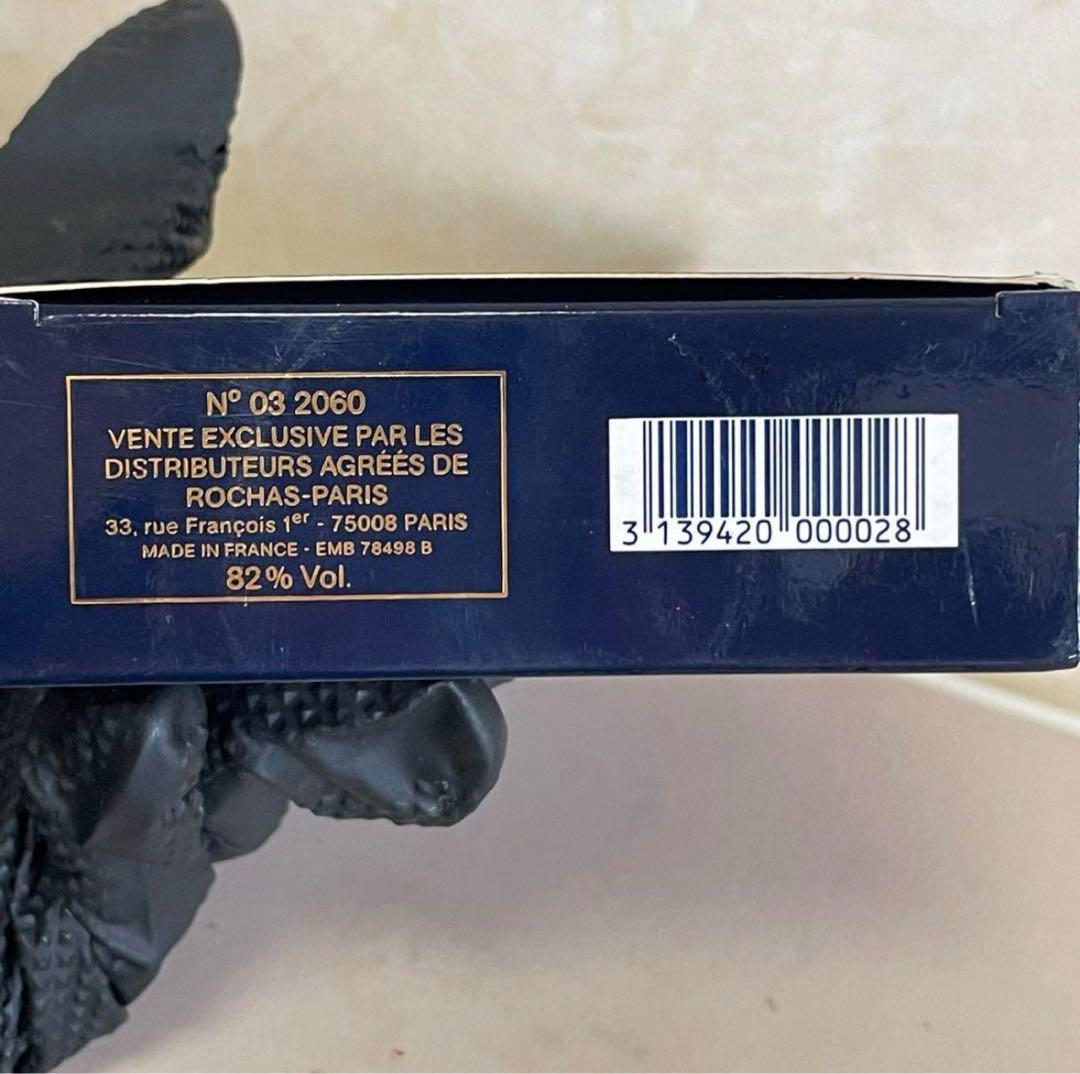 Nº 03 2060
VENTE EXCLUSIVE PAR LES
DISTRIBUTEURS AGRÉÉS DE
ROCHAS-PARIS
33, rue François 1er - 75008 PARIS
MADE IN FRANCE - EMB 78498 B
82% Vol.
3 139420 000028